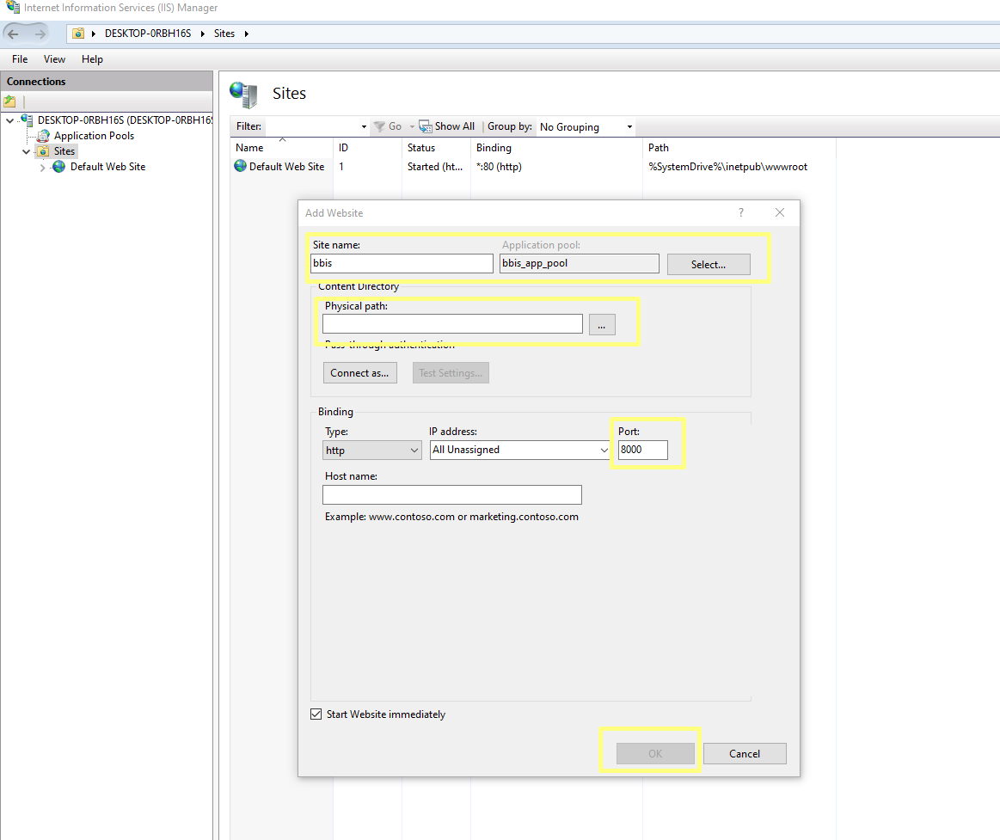 Internet Information Services (IIS) Manager
DESKTOP-0RBH16S Sites
File View Help
Connections
DESKTOP-0RBH16S (DESKTOP-0RBH16S
Application Pools
Sites
Default Web Site
Sites
Filter: Go Show All Group by: No Grouping
Name ID Status Binding Path
Default Web Site 1 Started (ht... *:80 (http) %SystemDrive%\inetpub\wwwroot
Add Website ?
Site name: Application pool:
bbis bbis_app_pool Select...
Content Directory
Physical path:
...
Pass-through authentication
Connect as... Test Settings...
Binding
Type: IP address: Port:
http All Unassigned 8000
Host name:
Example: www.contoso.com or marketing.contoso.com
Start Website immediately
OK Cancel